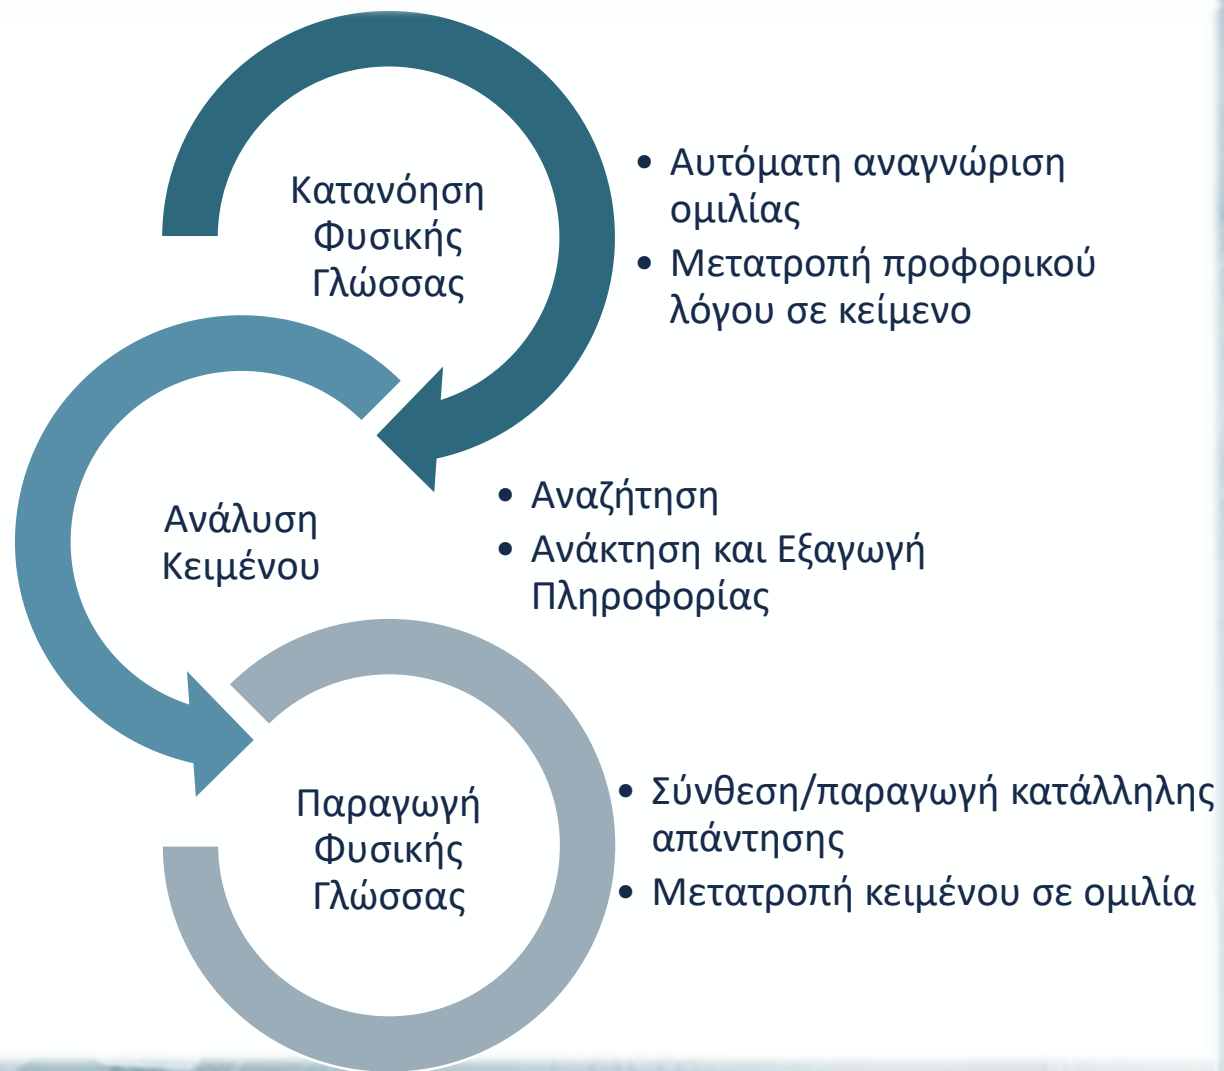 Κατανόηση
Φυσικής
Γλώσσας
• Αυτόματη αναγνώριση
ομιλίας
• Μετατροπή προφορικού
λόγου σε κείμενο
Ανάλυση
Κειμένου
• Αναζήτηση
• Ανάκτηση και Εξαγωγή
Πληροφορίας
Παραγωγή
Φυσικής
Γλώσσας
• Σύνθεση/παραγωγή κατάλληλης
απάντησης
• Μετατροπή κειμένου σε ομιλία